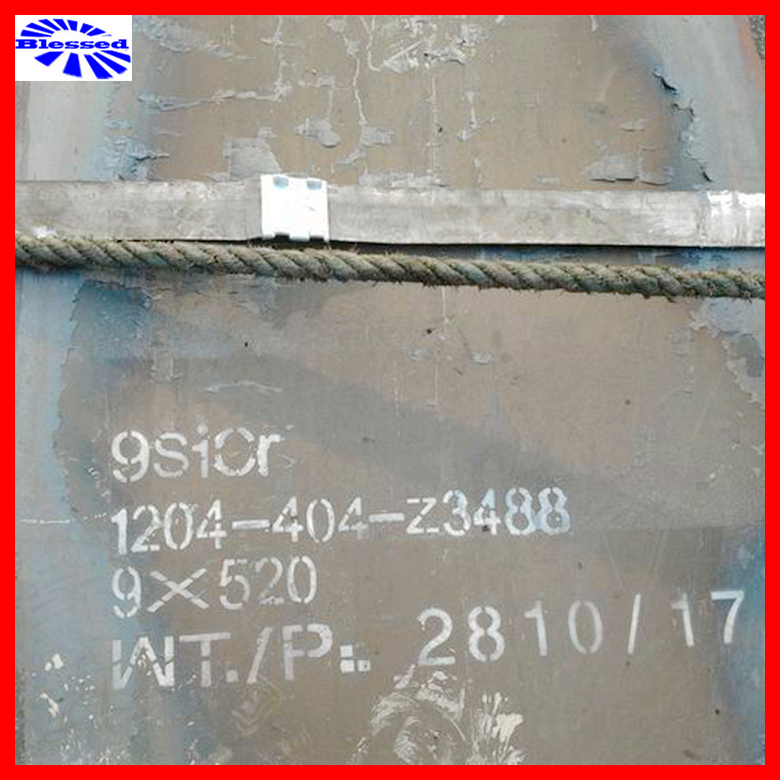 Blessed
9SiCr
1204-404-Z3488
9×520
WT./P.: 2810/17